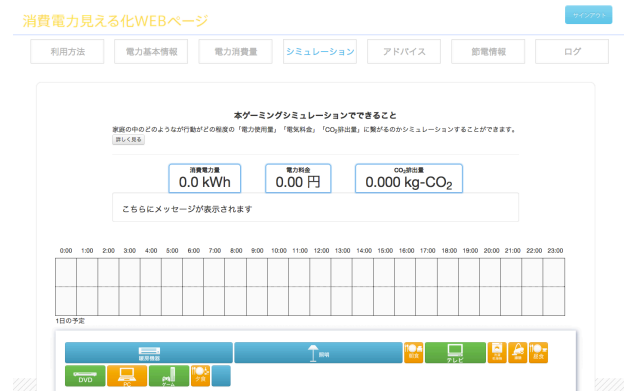 消費電力見える化WEBページ
サインアウト
利用方法 電力基本情報 電力消費量 シミュレーション アドバイス 節電情報 ログ
本ゲーミングシミュレーションでできること
家庭の中のどのような行動がどの程度の「電力使用量」「電気料金」「CO₂排出量」に繋がるのかシミュレーションすることができます。
詳しく見る
消費電力量 電力料金 CO₂排出量
0.0 kWh 0.00 円 0.000 kg-CO₂
こちらにメッセージが表示されます
0:00 1:00 2:00 3:00 4:00 5:00 6:00 7:00 8:00 9:00 10:00 11:00 12:00 13:00 14:00 15:00 16:00 17:00 18:00 19:00 20:00 21:00 22:00 23:00
1日の予定
暖房機器 照明 朝食 テレビ 昼食
DVD PC ゲーム 夕食